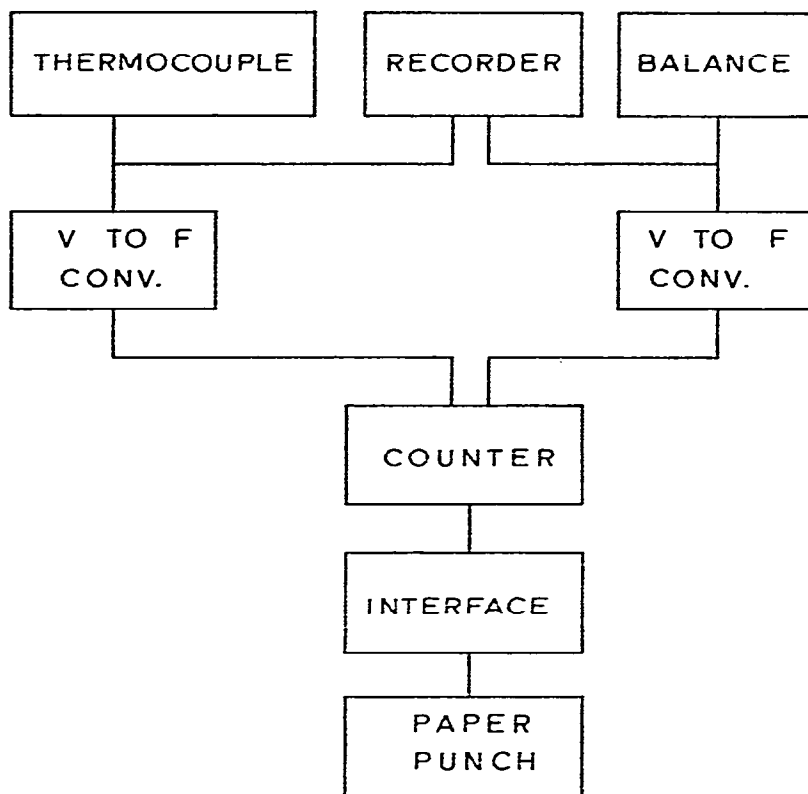 THERMOCOUPLE
RECORDER
BALANCE
V TO F
CONV.
V TO F
CONV.
COUNTER
INTERFACE
PAPER
PUNCH